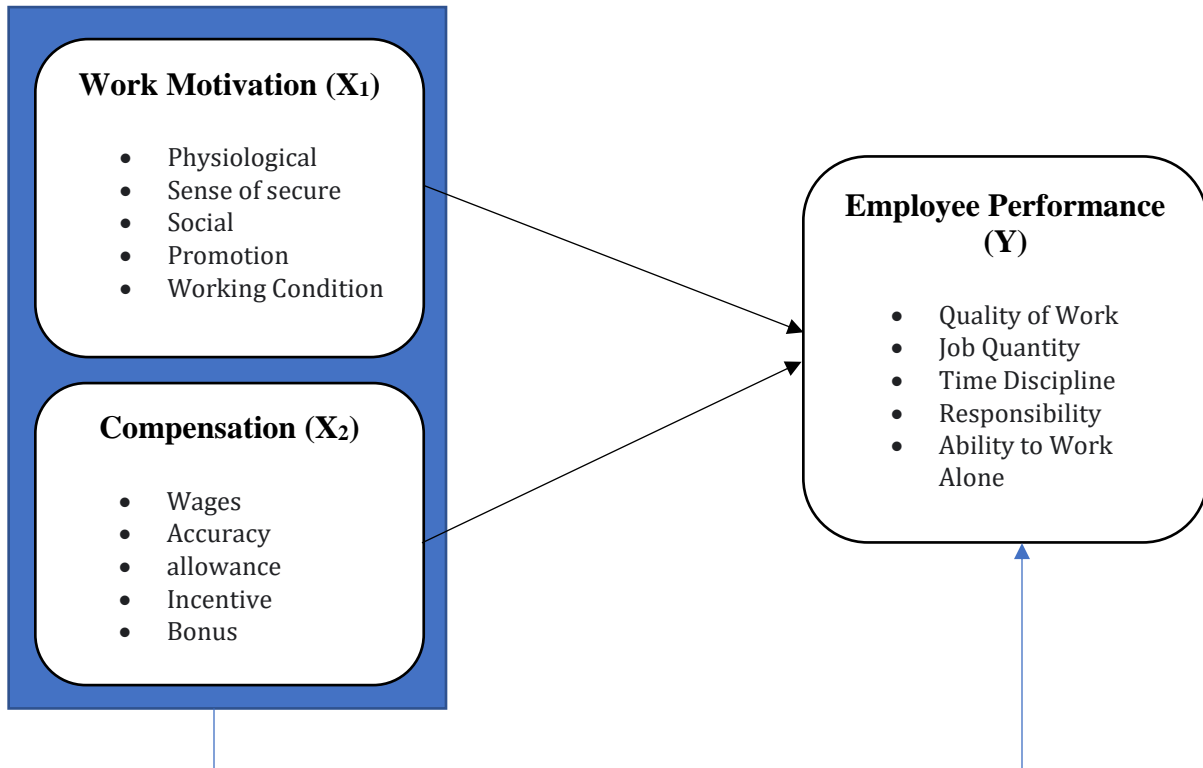 Work Motivation (X1)
• Physiological
• Sense of secure
• Social
• Promotion
• Working Condition
Compensation (X2)
• Wages
• Accuracy
• allowance
• Incentive
• Bonus
Employee Performance
(Y)
• Quality of Work
• Job Quantity
• Time Discipline
• Responsibility
• Ability to Work
Alone